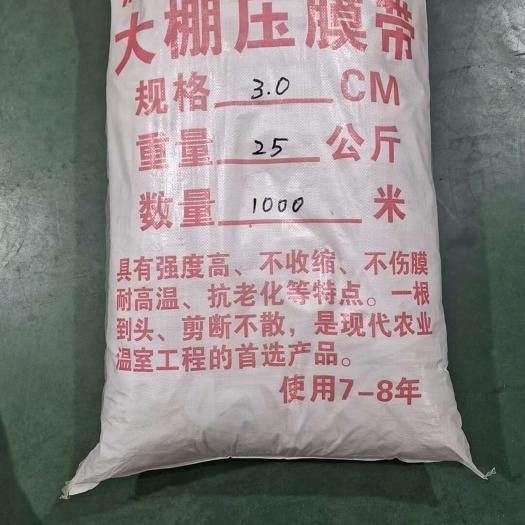 大棚压膜带
规格 3.0 CM
重量 25 公斤
数量 1000 米
具有强度高、不收缩、不伤膜
耐高温、抗老化等特点。一根
到头、剪断不散，是现代农业
温室工程的首选产品。
使用7-8年